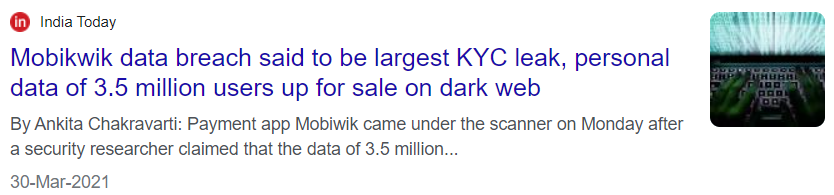 in India Today
Mobikwik data breach said to be largest KYC leak, personal
data of 3.5 million users up for sale on dark web
By Ankita Chakravarti: Payment app Mobiwik came under the scanner on Monday after
a security researcher claimed that the data of 3.5 million...
30-Mar-2021